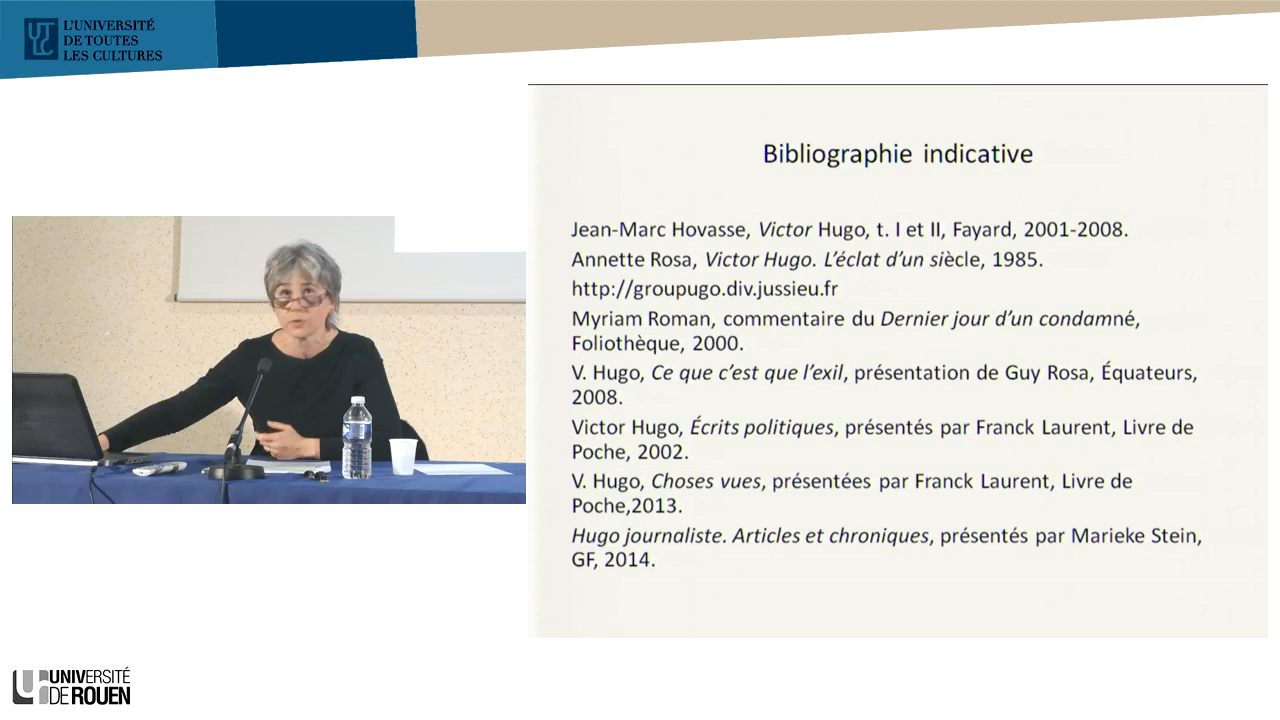 L'UNIVERSITÉ
DE TOUTES
LES CULTURES
Bibliographie indicative
Jean-Marc Hovasse, Victor Hugo, t. I et II, Fayard, 2001-2008.
Annette Rosa, Victor Hugo. L'éclat d'un siècle, 1985.
http://groupugo.div.jussieu.fr
Myriam Roman, commentaire du Dernier jour d'un condamné,
Foliothèque, 2000.
V. Hugo, Ce que c'est que l'exil, présentation de Guy Rosa, Équateurs,
2008.
Victor Hugo, Écrits politiques, présentés par Franck Laurent, Livre de
Poche, 2002.
V. Hugo, Choses vues, présentées par Franck Laurent, Livre de
Poche,2013.
Hugo journaliste. Articles et chroniques, présentés par Marieke Stein,
GF, 2014.
UNIVERSITÉ
DE ROUEN